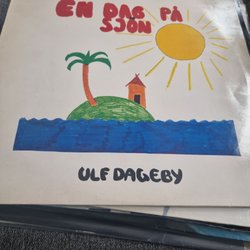 EN DAG PÅ
SJÖN
ULF DAGEBY